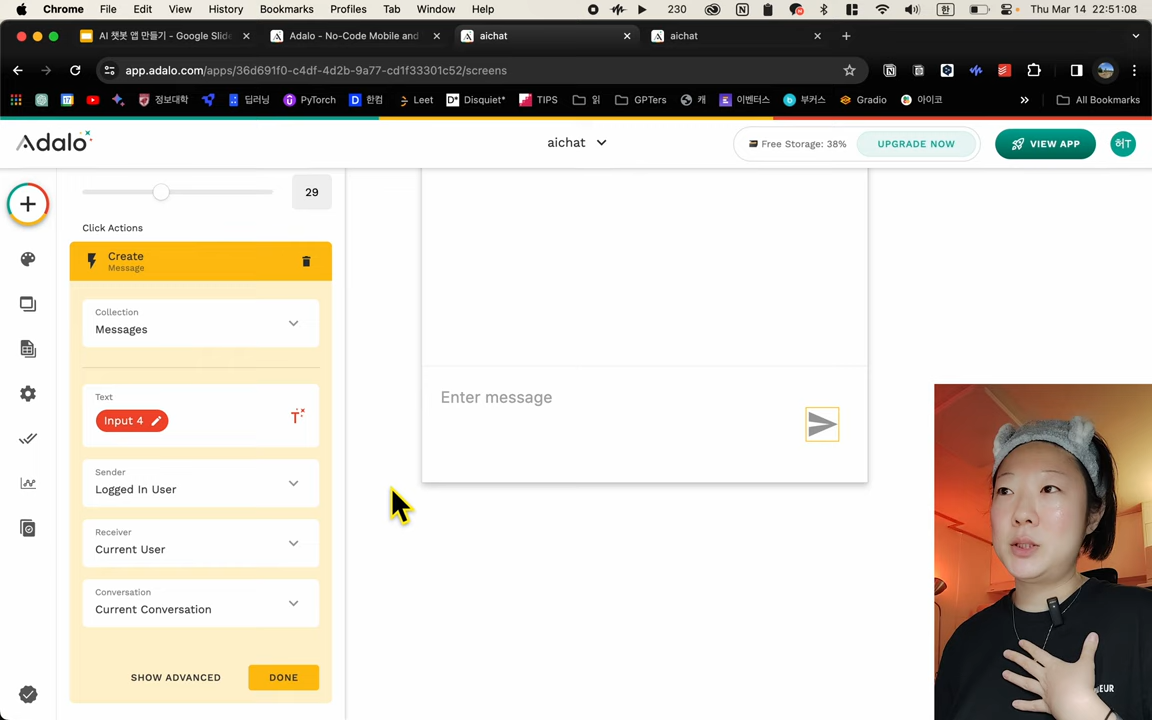 Chrome File Edit View History Bookmarks Profiles Tab Window Help 230 한 Thu Mar 14 22:51:08
AI 챗봇 앱 만들기 - Google Slide
Adalo - No-Code Mobile and
aichat
aichat
app.adalo.com/apps/36d691f0-c4df-4d2b-9a77-cd1f33301c52/screens
정보대학 딥러닝 PyTorch 한컴 Leet Disquiet* TIPS 읽 GPTers 캐 이벤터스 부커스 Gradio 아이코 All Bookmarks
Adalo
aichat
Free Storage: 38%
UPGRADE NOW
VIEW APP
허T
29
Click Actions
Create
Message
Collection
Messages
Text
Input 4
Sender
Logged In User
Receiver
Current User
Conversation
Current Conversation
SHOW ADVANCED
DONE
Enter message
EUR